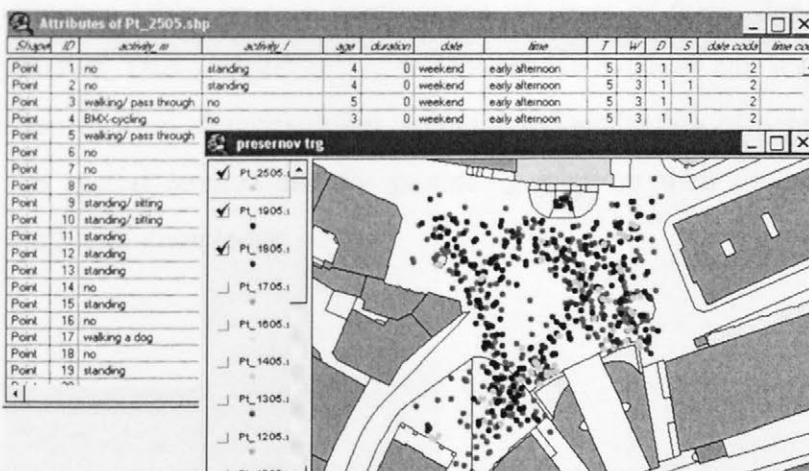 Attributes of Pt_2505.shp
Shape ID activity_m activity_f age duration date time T W D S date coda time
Point 1 no standing 4 0 weekend early afternoon 5 3 1 1 2
Point 2 no standing 4 0 weekend early afternoon 5 3 1 1 2
Point 3 walking/ pass through no 5 0 weekend early afternoon 5 3 1 1 2
Point 4 BMX-cycling no 3 0 weekend early afternoon 5 3 1 1 2
Point 5 walking/ pass through
Point 6 no
Point 7 no
Point 8 no
Point 9 standing/ sitting
Point 10 standing/ sitting
Point 11 standing
Point 12 standing
Point 13 standing
Point 14 no
Point 15 standing
Point 16 no
Point 17 walking a dog
Point 18 no
Point 19 standing
presernov trg
Pt_2505.
Pt_1905.
Pt_1805.
Pt_1705.
Pt_1605.
Pt_1405.
Pt_1305.
Pt_1205.